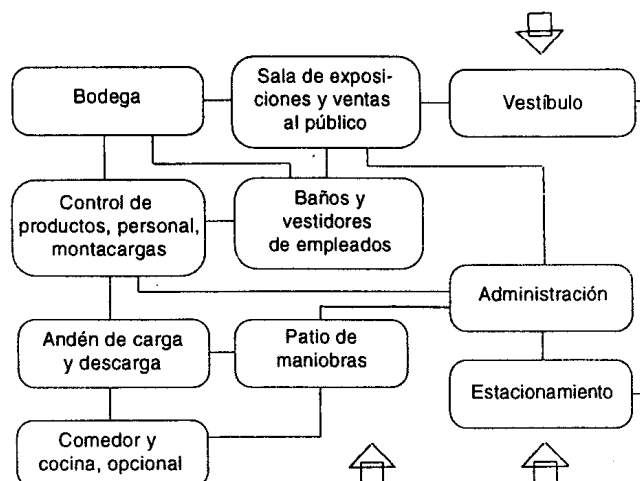 Bodega
Sala de exposi-
ciones y ventas
al público
Vestíbulo
Control de
productos, personal,
montacargas
Baños y
vestidores
de empleados
Administración
Andén de carga
y descarga
Patio de
maniobras
Estacionamiento
Comedor y
cocina, opcional